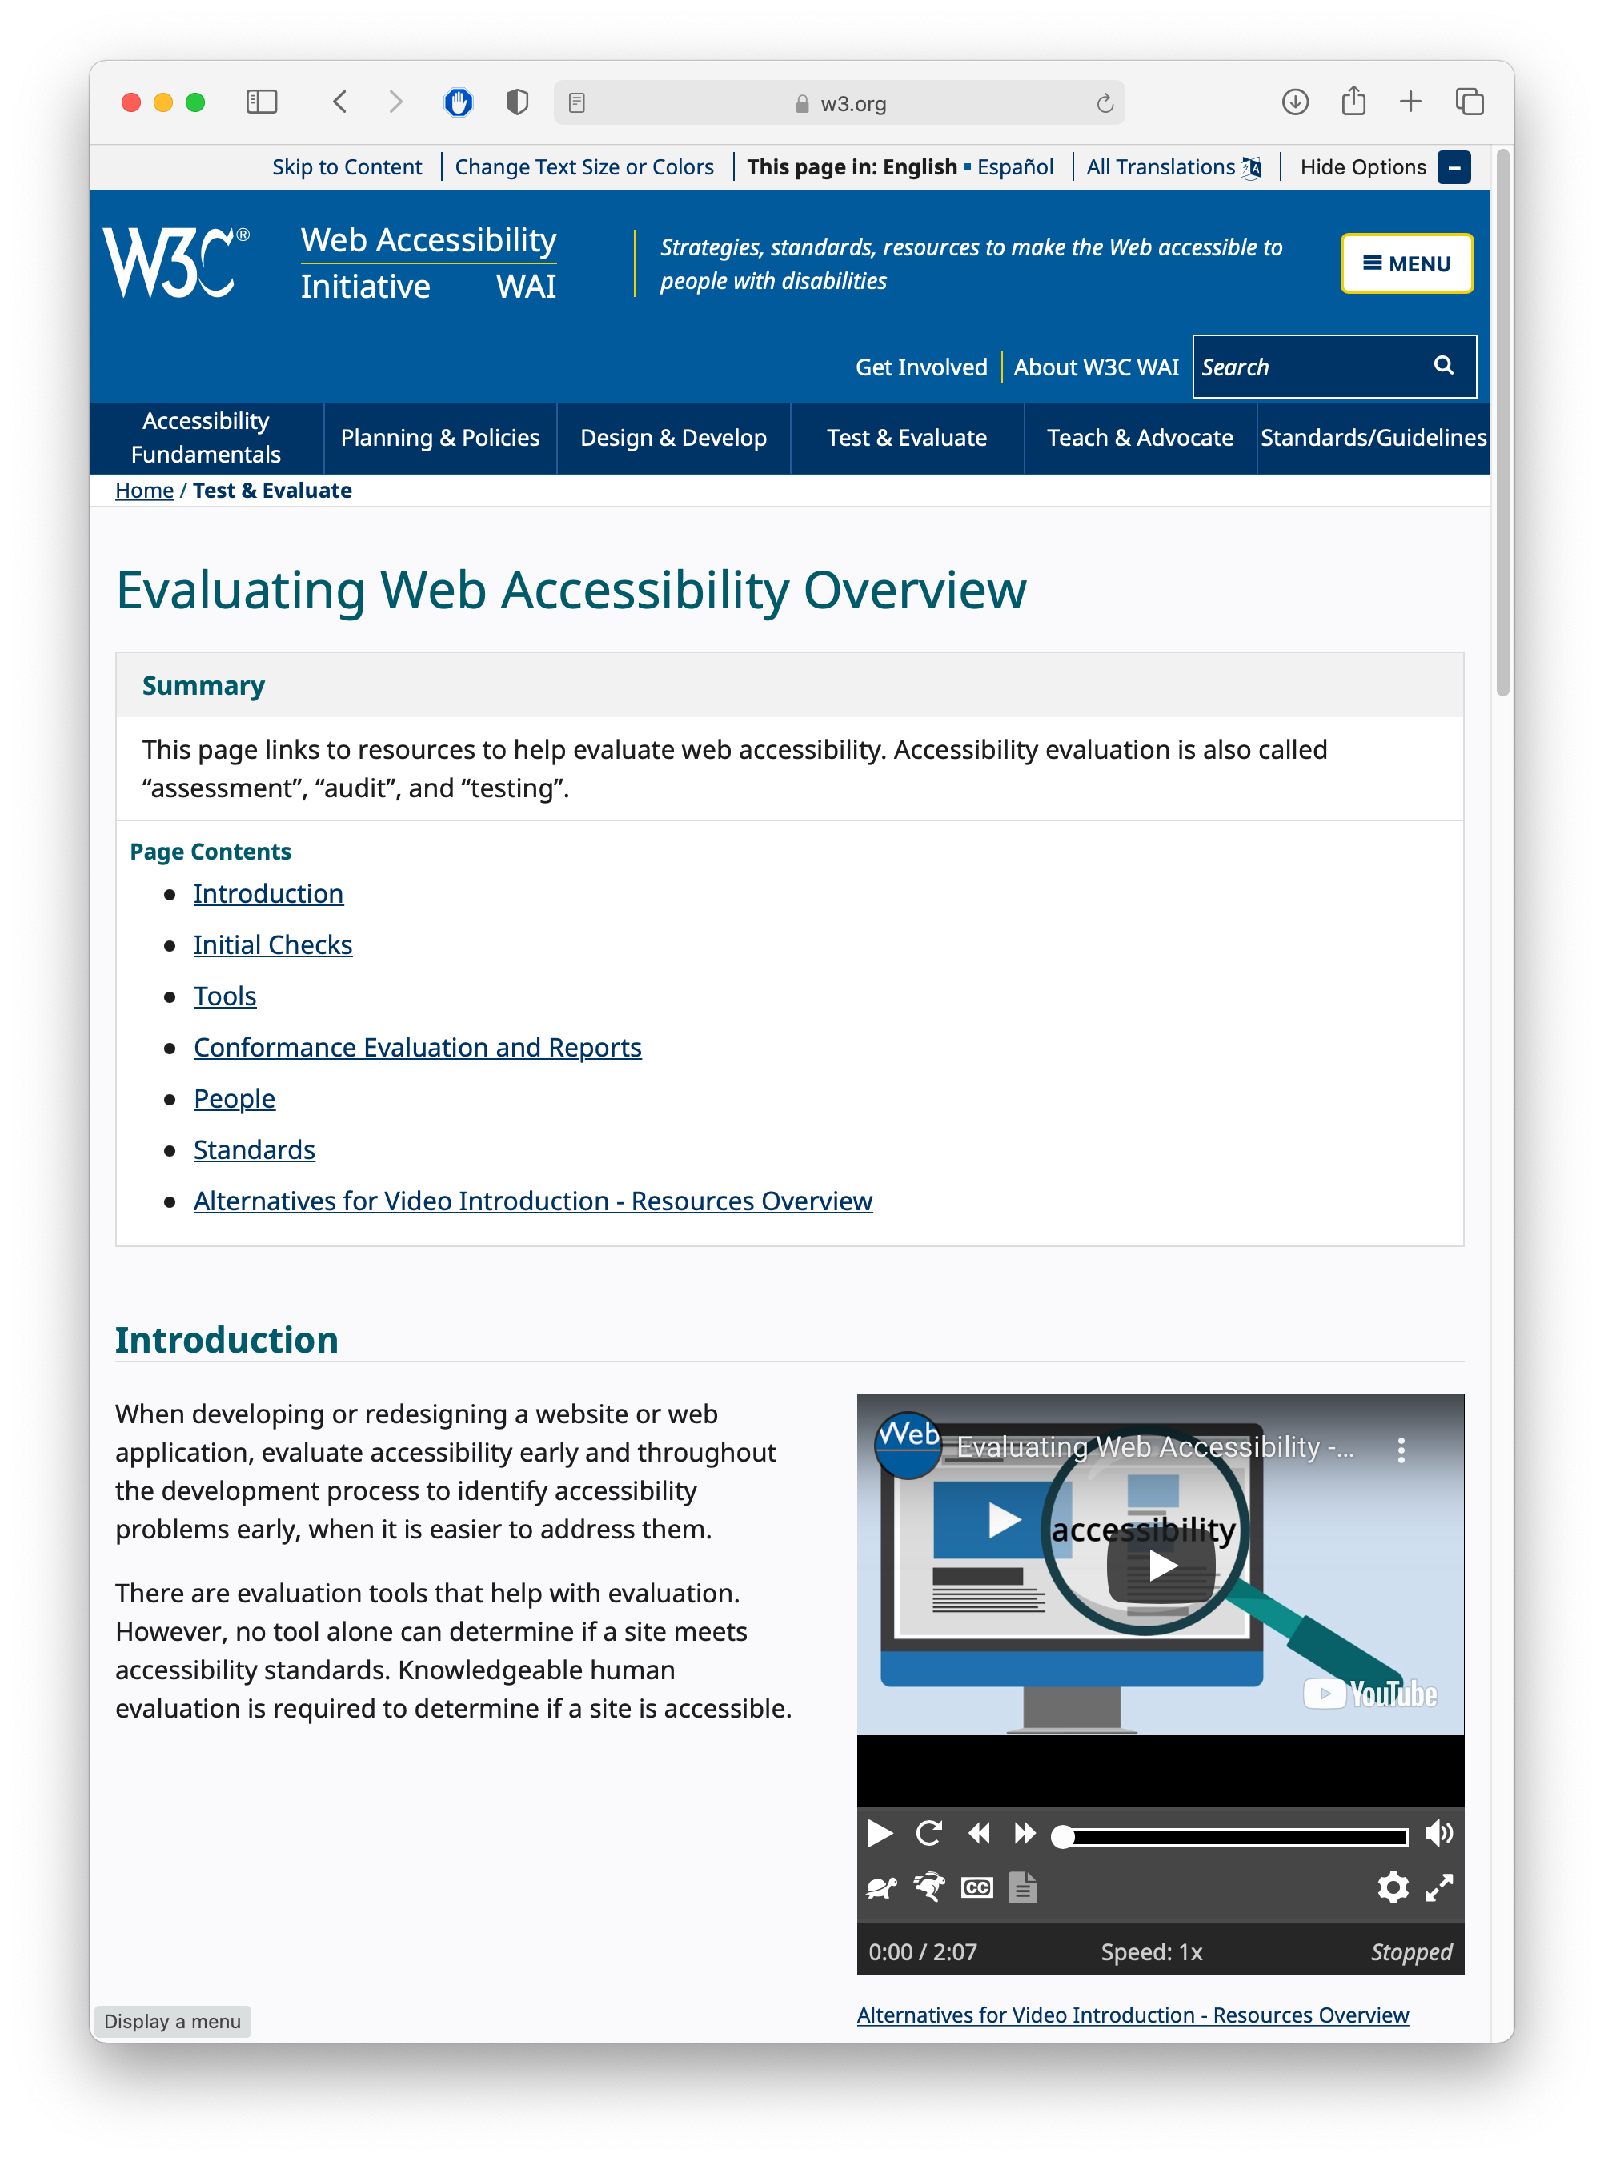 w3.org
Skip to Content
Change Text Size or Colors
This page in: English ▪ Español
All Translations
Hide Options
W3C®
Web Accessibility
Initiative WAI
Strategies, standards, resources to make the Web accessible to
people with disabilities
MENU
Get Involved
About W3C WAI
Search
Accessibility
Fundamentals
Planning & Policies
Design & Develop
Test & Evaluate
Teach & Advocate
Standards/Guidelines
Home / Test & Evaluate
Evaluating Web Accessibility Overview
Summary
This page links to resources to help evaluate web accessibility. Accessibility evaluation is also called
“assessment”, “audit”, and “testing”.
Page Contents
Introduction
Initial Checks
Tools
Conformance Evaluation and Reports
People
Standards
Alternatives for Video Introduction - Resources Overview
Introduction
When developing or redesigning a website or web
application, evaluate accessibility early and throughout
the development process to identify accessibility
problems early, when it is easier to address them.
There are evaluation tools that help with evaluation.
However, no tool alone can determine if a site meets
accessibility standards. Knowledgeable human
evaluation is required to determine if a site is accessible.
Web
Evaluating Web Accessibility -...
accessibility
YouTube
CC
0:00 / 2:07
Speed: 1x
Stopped
Alternatives for Video Introduction - Resources Overview
Display a menu